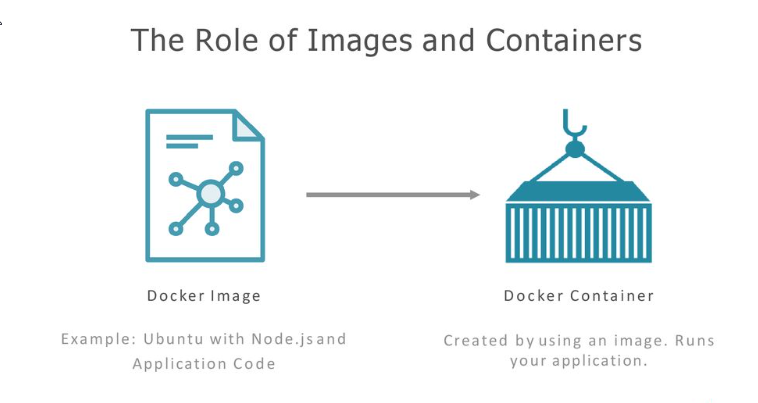 The Role of Images and Containers
Docker Image
Example: Ubuntu with Node.js and
Application Code
Docker Container
Created by using an image. Runs
your application.